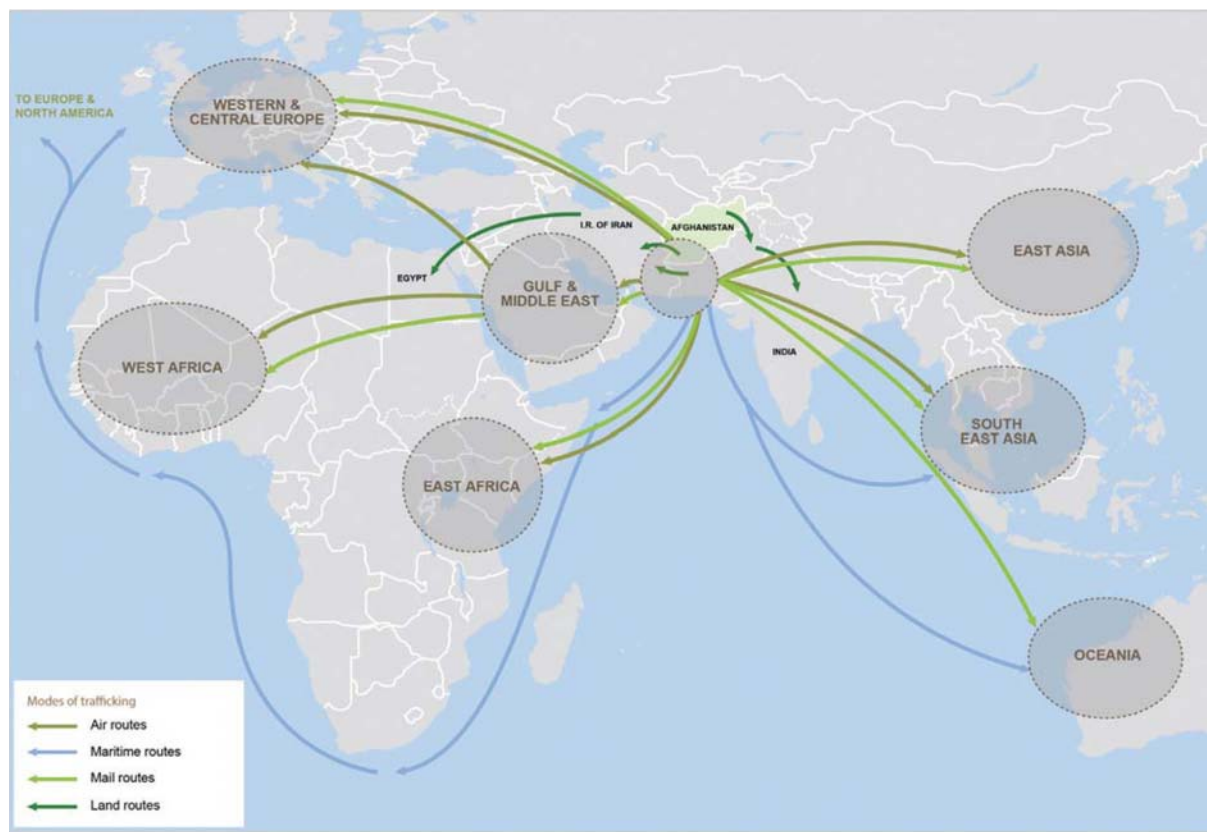 TO EUROPE &
NORTH AMERICA
WESTERN &
CENTRAL EUROPE
I.R. OF IRAN
AFGHANISTAN
EAST ASIA
EGYPT
GULF &
MIDDLE EAST
WEST AFRICA
INDIA
SOUTH
EAST ASIA
EAST AFRICA
OCEANIA
Modes of trafficking
Air routes
Maritime routes
Mail routes
Land routes